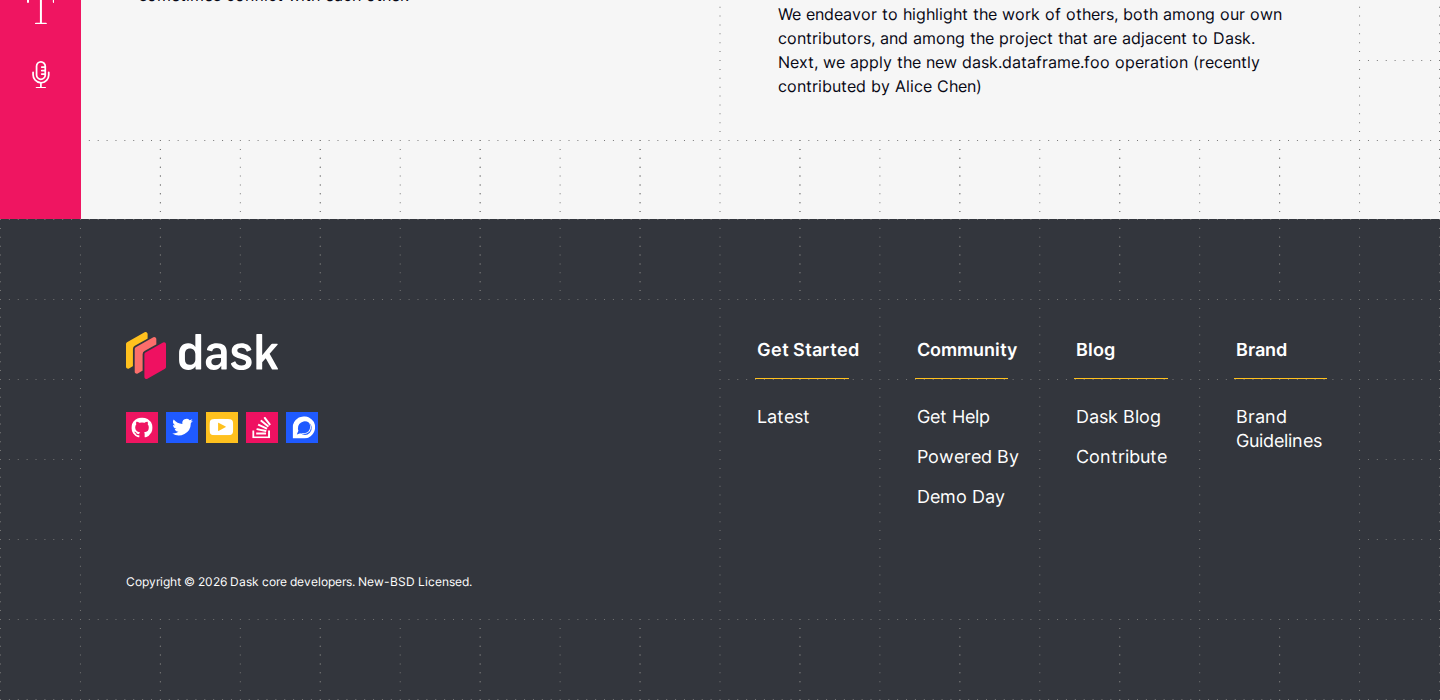 We endeavor to highlight the work of others, both among our own
contributors, and among the project that are adjacent to Dask.
Next, we apply the new dask.dataframe.foo operation (recently
contributed by Alice Chen)
dask
Get Started
Latest
Community
Get Help
Powered By
Demo Day
Blog
Dask Blog
Contribute
Brand
Brand
Guidelines
Copyright © 2026 Dask core developers. New-BSD Licensed.